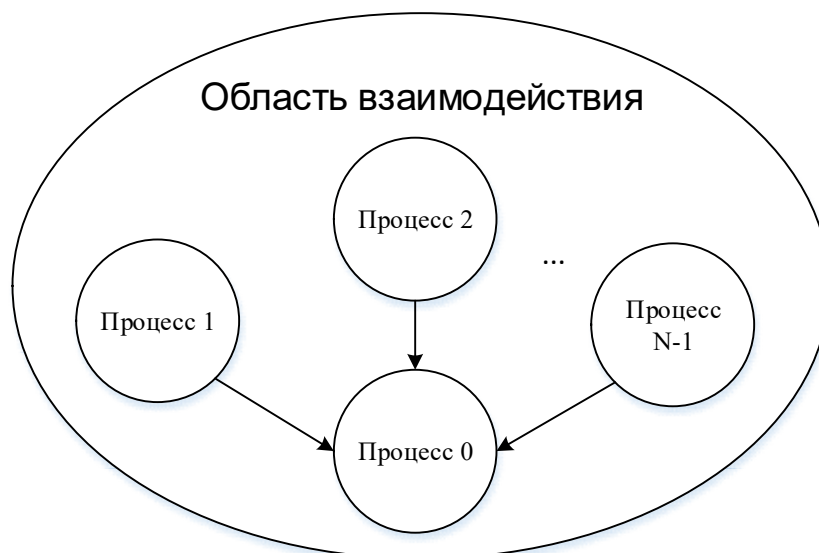 Область взаимодействия
Процесс 2
...
Процесс 1
Процесс
N-1
Процесс 0